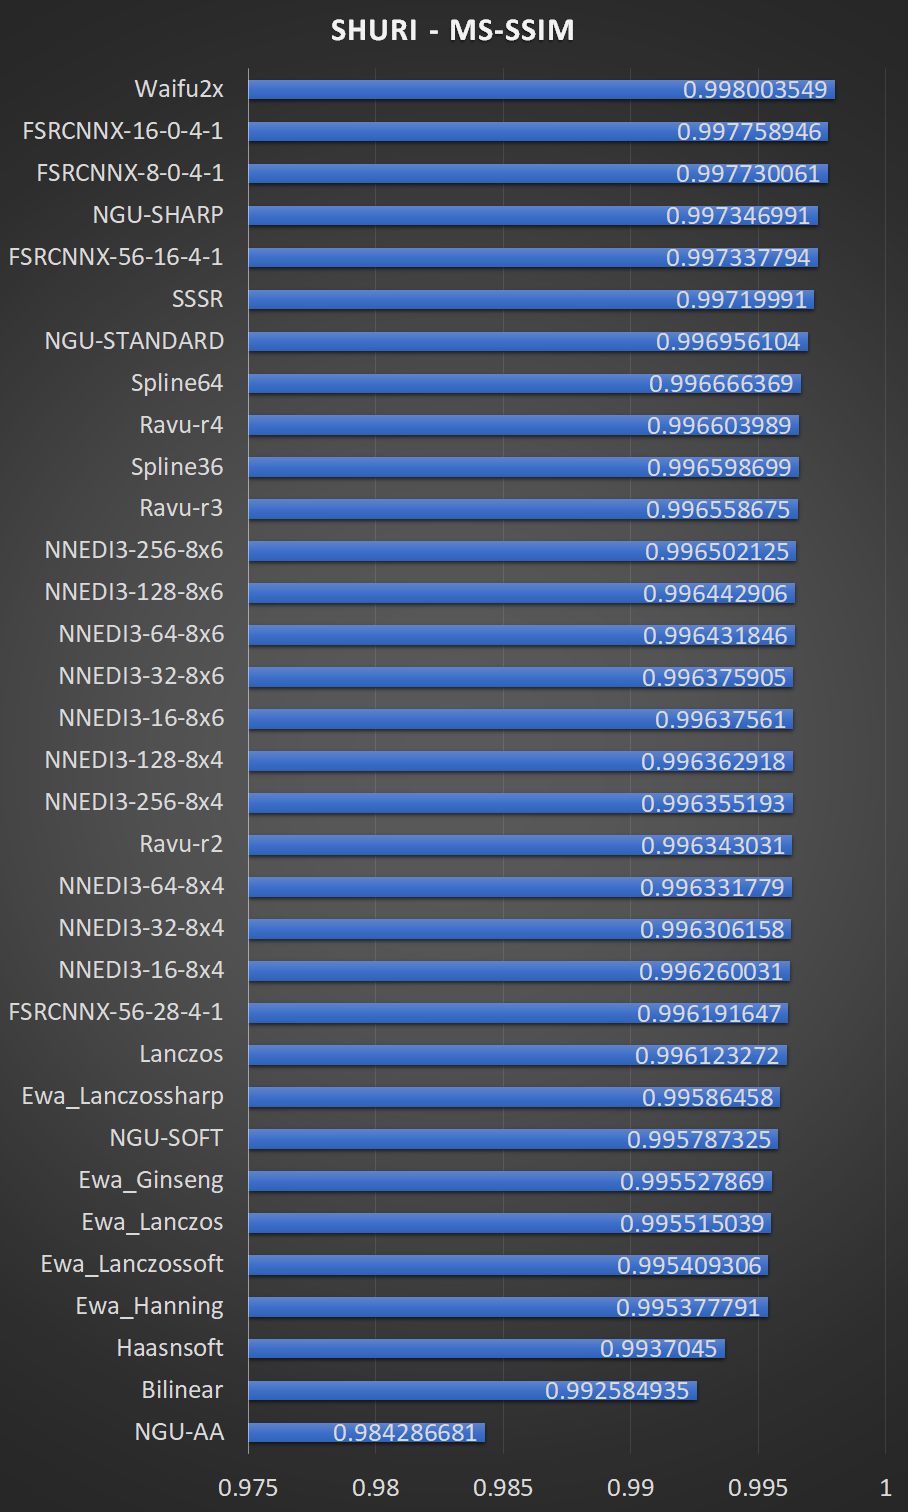 SHURI - MS-SSIM
Waifu2x 0.998003549
FSRCNNX-16-0-4-1 0.997758946
FSRCNNX-8-0-4-1 0.997730061
NGU-SHARP 0.997346991
FSRCNNX-56-16-4-1 0.997337794
SSSR 0.99719991
NGU-STANDARD 0.996956104
Spline64 0.996666369
Ravu-r4 0.996603989
Spline36 0.996598699
Ravu-r3 0.996558675
NNEDI3-256-8x6 0.996502125
NNEDI3-128-8x6 0.996442906
NNEDI3-64-8x6 0.996431846
NNEDI3-32-8x6 0.996375905
NNEDI3-16-8x6 0.99637561
NNEDI3-128-8x4 0.996362918
NNEDI3-256-8x4 0.996355193
Ravu-r2 0.996343031
NNEDI3-64-8x4 0.996331779
NNEDI3-32-8x4 0.996306158
NNEDI3-16-8x4 0.996260031
FSRCNNX-56-28-4-1 0.996191647
Lanczos 0.996123272
Ewa_Lanczossharp 0.99586458
NGU-SOFT 0.995787325
Ewa_Ginseng 0.995527869
Ewa_Lanczos 0.995515039
Ewa_Lanczossoft 0.995409306
Ewa_Hanning 0.995377791
Haasnsoft 0.9937045
Bilinear 0.992584935
NGU-AA 0.984286681
0.975 0.98 0.985 0.99 0.995 1